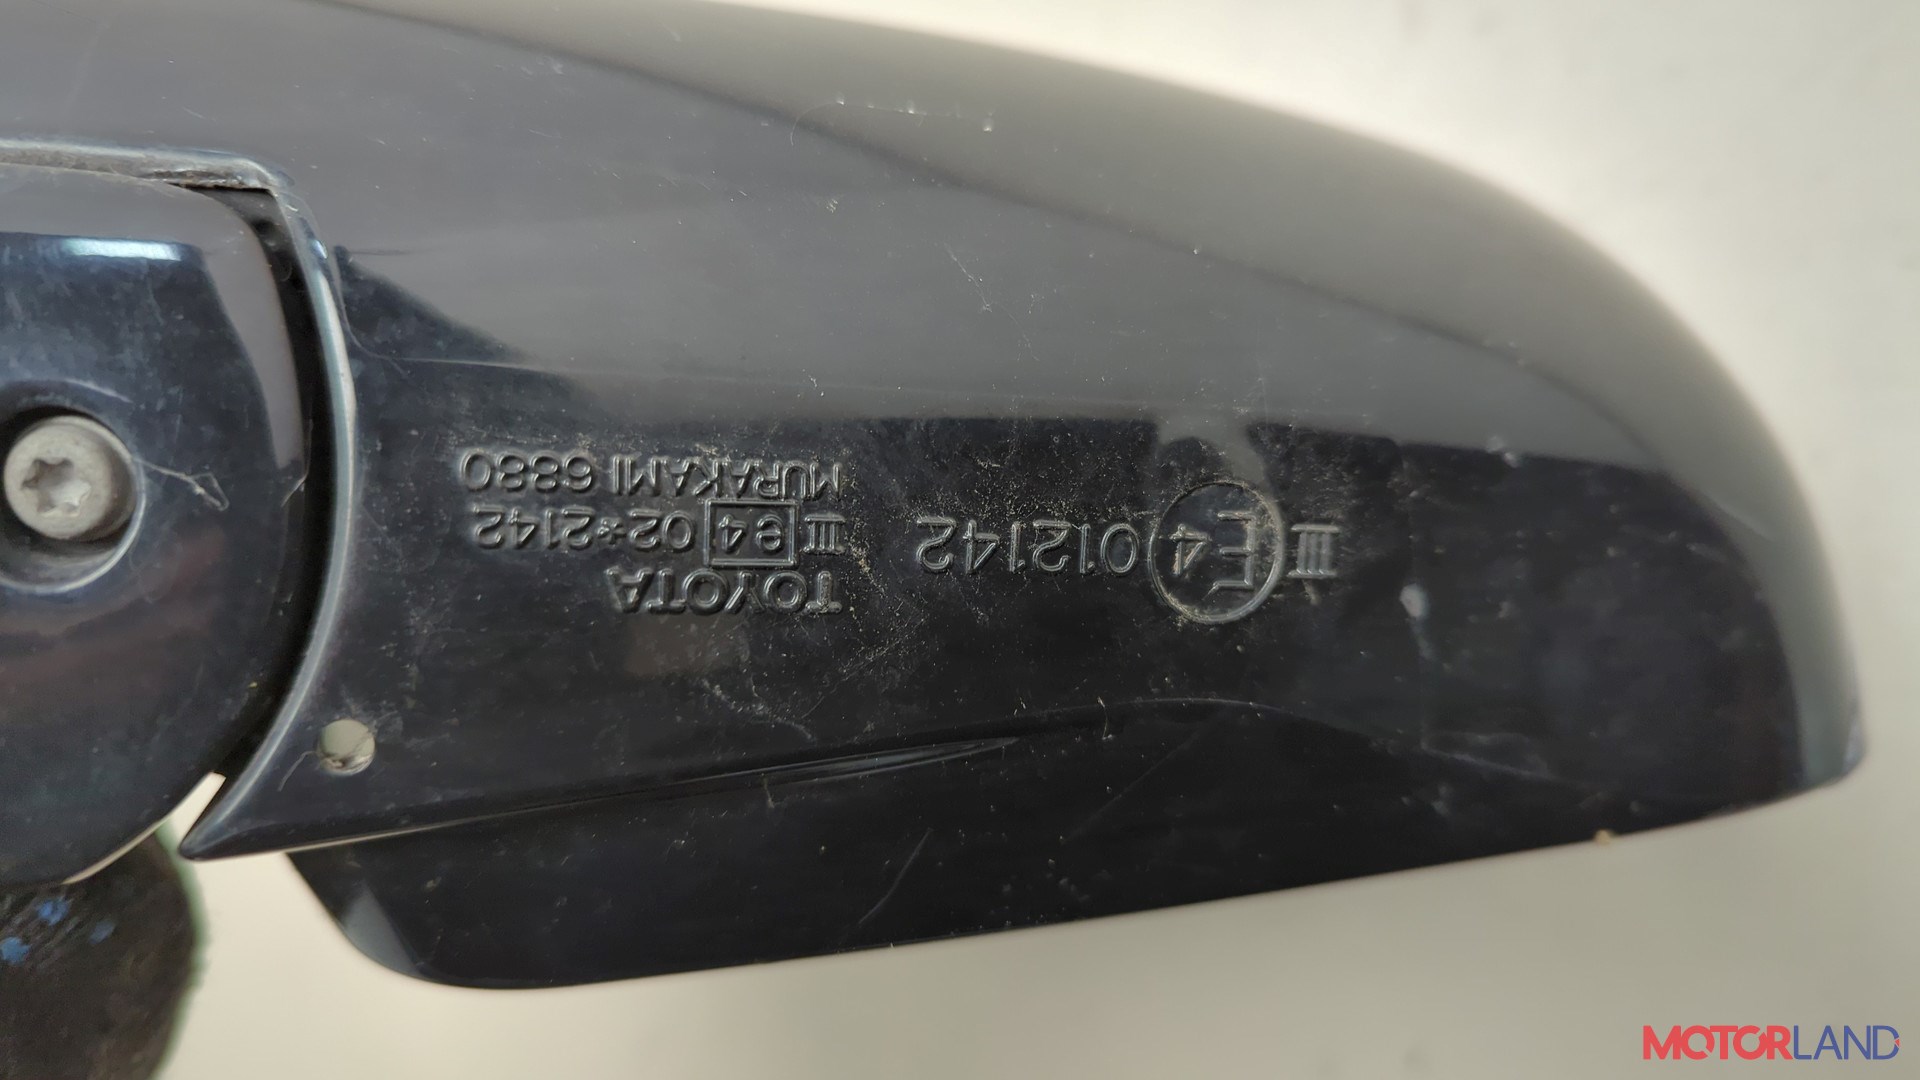 III E4 012142
TOYOTA
III e4 02*2142
MURAKAMI 6880
MOTORLAND